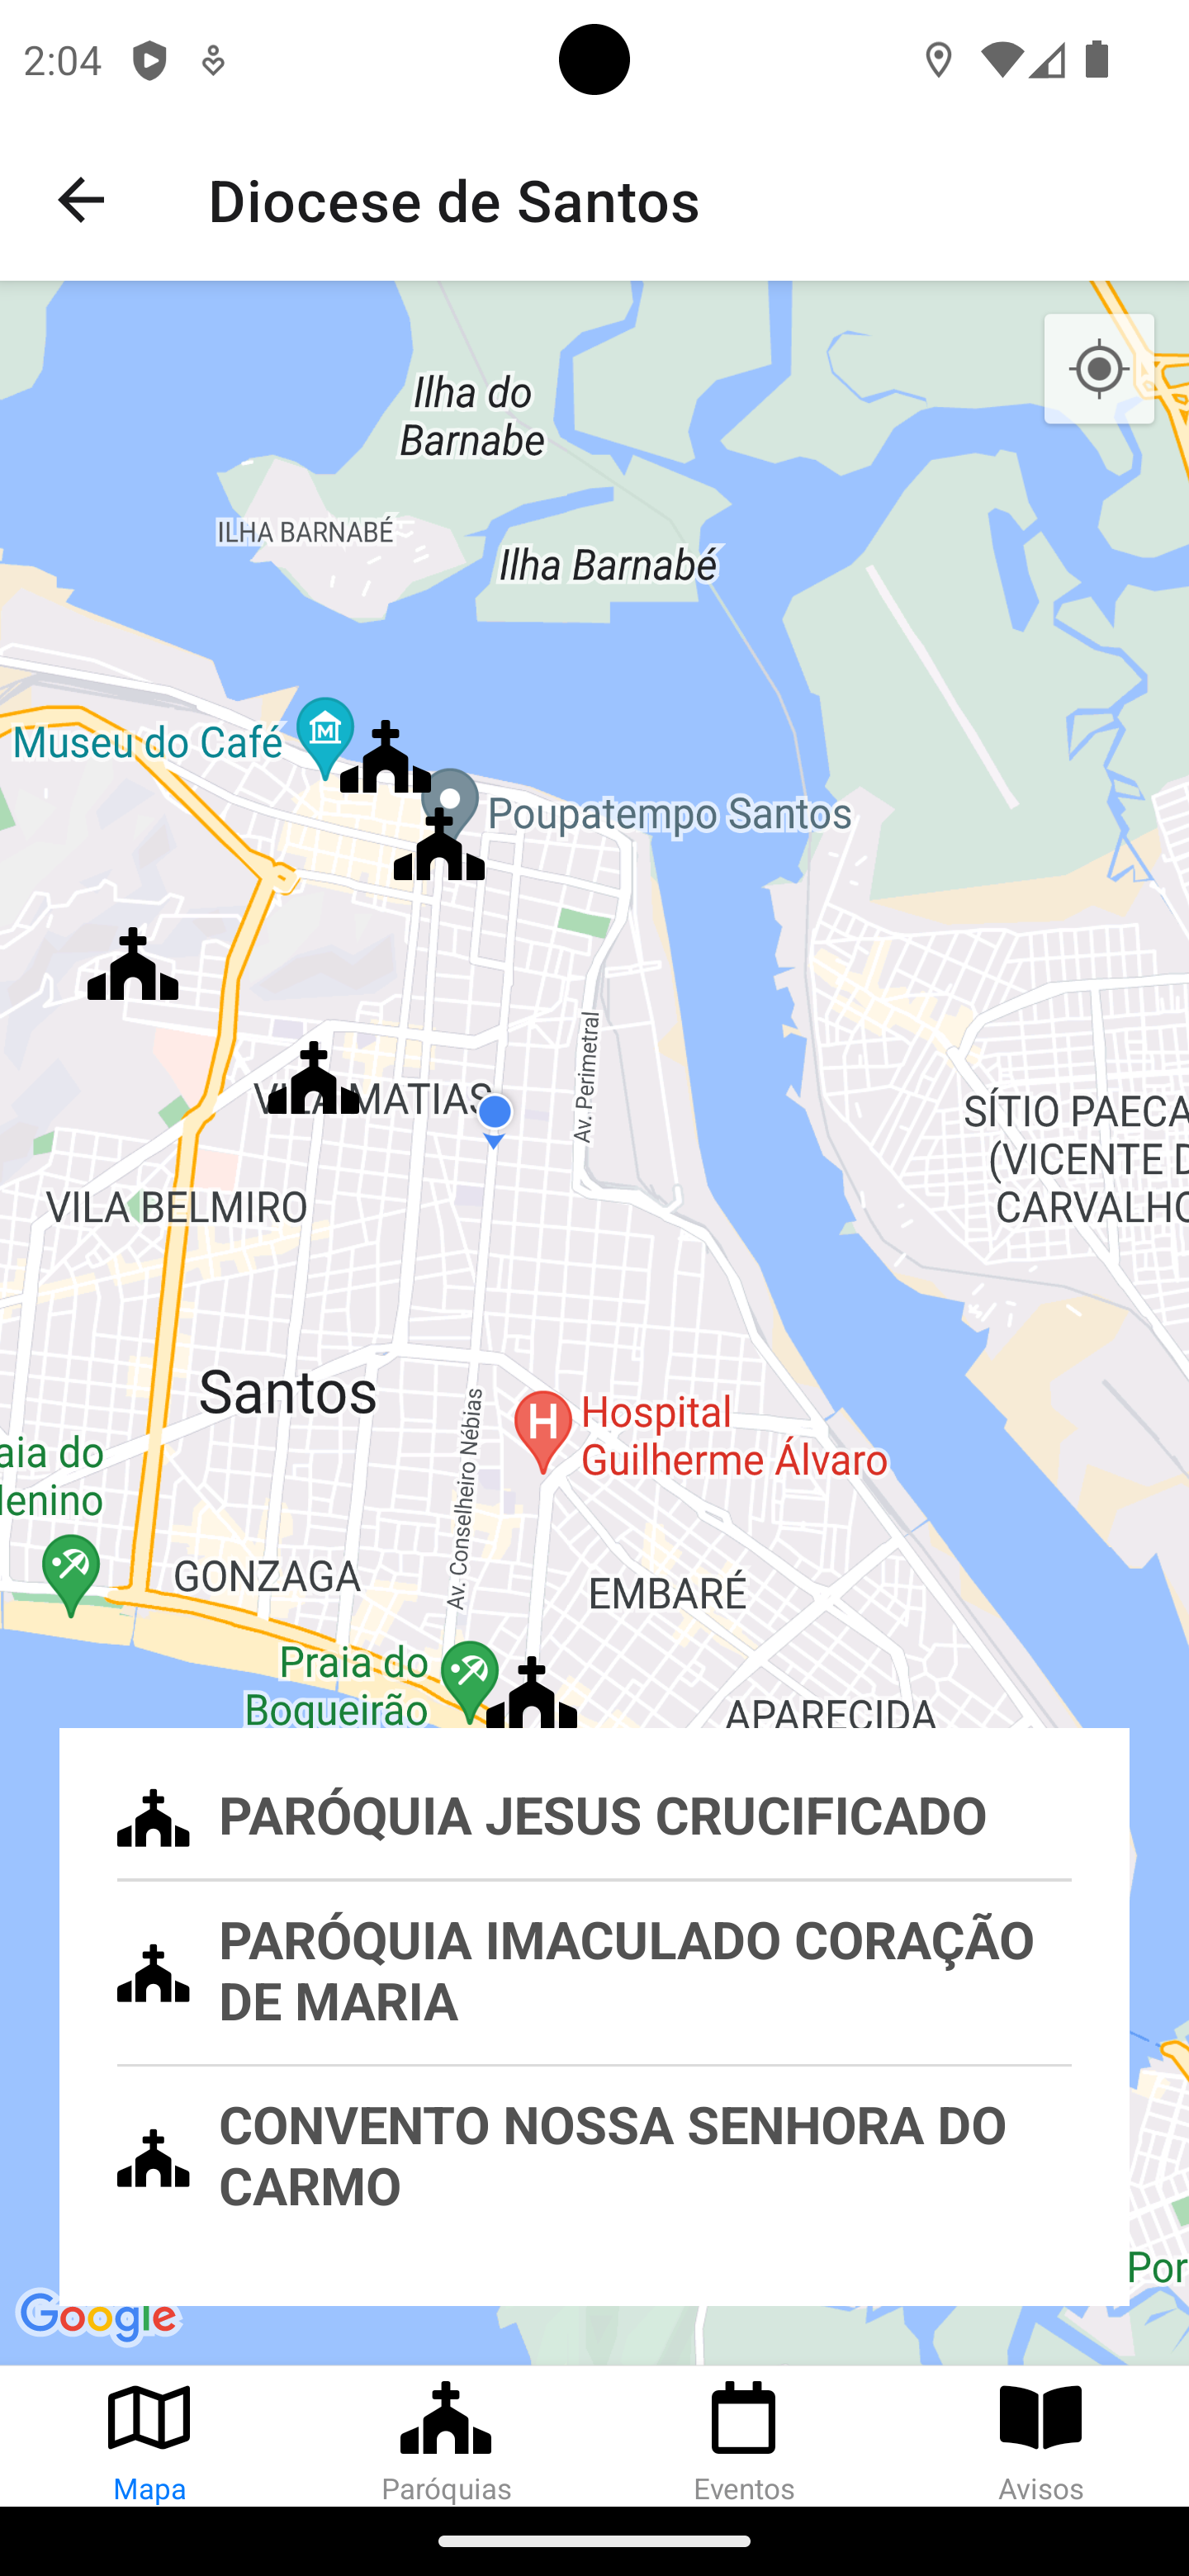 2:04
Diocese de Santos
Ilha do
Barnabe
ILHA BARNABÉ
Ilha Barnabé
Museu do Café
Poupatempo Santos
Av. Perimetral
MATIAS
SÍTIO PAECA
(VICENTE D
CARVALHO
VILA BELMIRO
Santos
Hospital
Guilherme Álvaro
aia do
lenino
Av. Conselheiro Nébias
GONZAGA
EMBARÉ
Praia do
Boqueirão
APARECIDA
PARÓQUIA JESUS CRUCIFICADO
PARÓQUIA IMACULADO CORAÇÃO
DE MARIA
CONVENTO NOSSA SENHORA DO
CARMO
Por
Google
Mapa
Paróquias
Eventos
Avisos